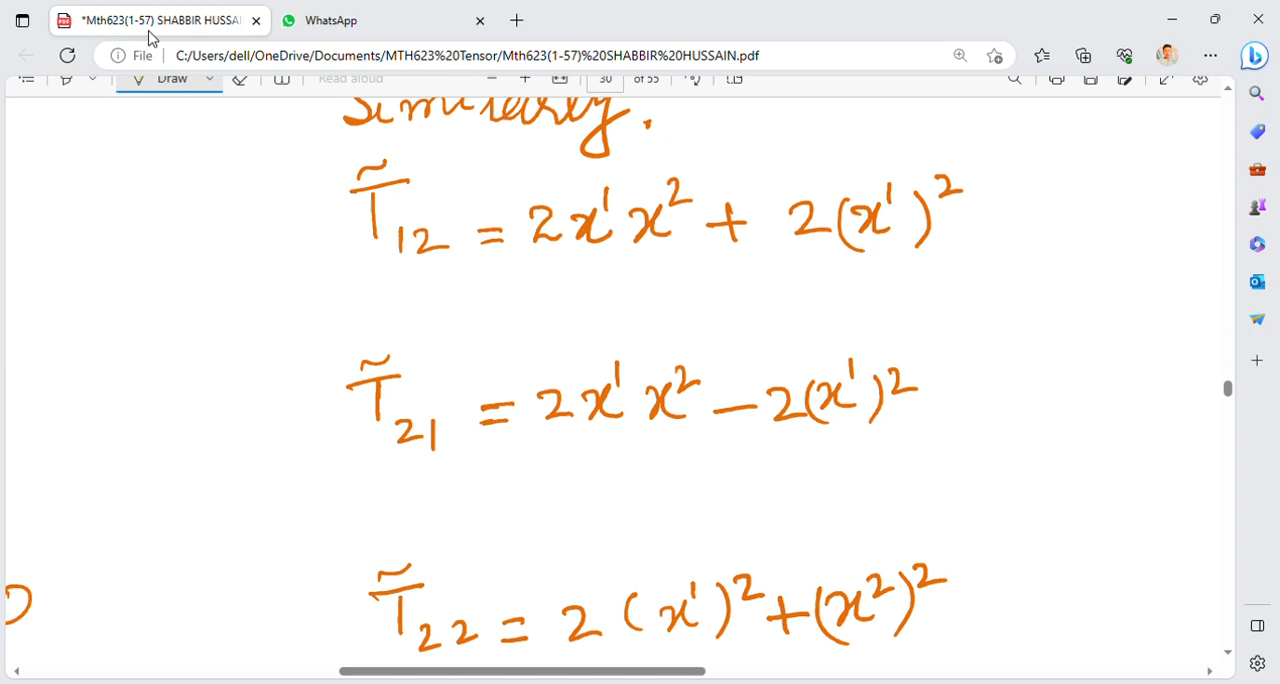 *Mth623(1-57) SHABBIR HUSSAI
WhatsApp
File
C:/Users/dell/OneDrive/Documents/MTH623%20Tensor/Mth623(1-57)%20SHABBIR%20HUSSAIN.pdf
Draw
Read aloud
30
of 55
Similarly.
T̃₁₂ = 2x¹x² + 2(x¹)²
T̃₂₁ = 2x¹x² − 2(x¹)²
T̃₂₂ = 2(x¹)² + (x²)²